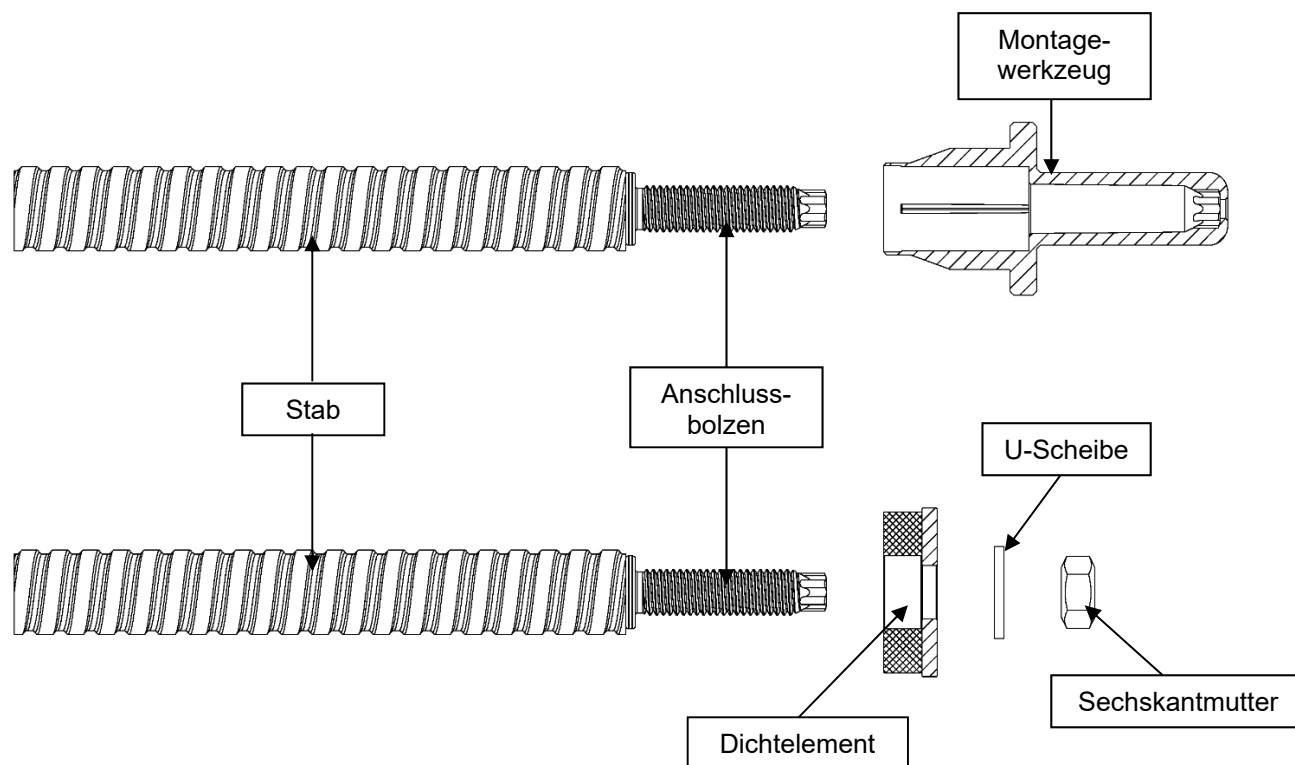 Montage-
werkzeug
Stab
Anschluss-
bolzen
U-Scheibe
Sechskantmutter
Dichtelement